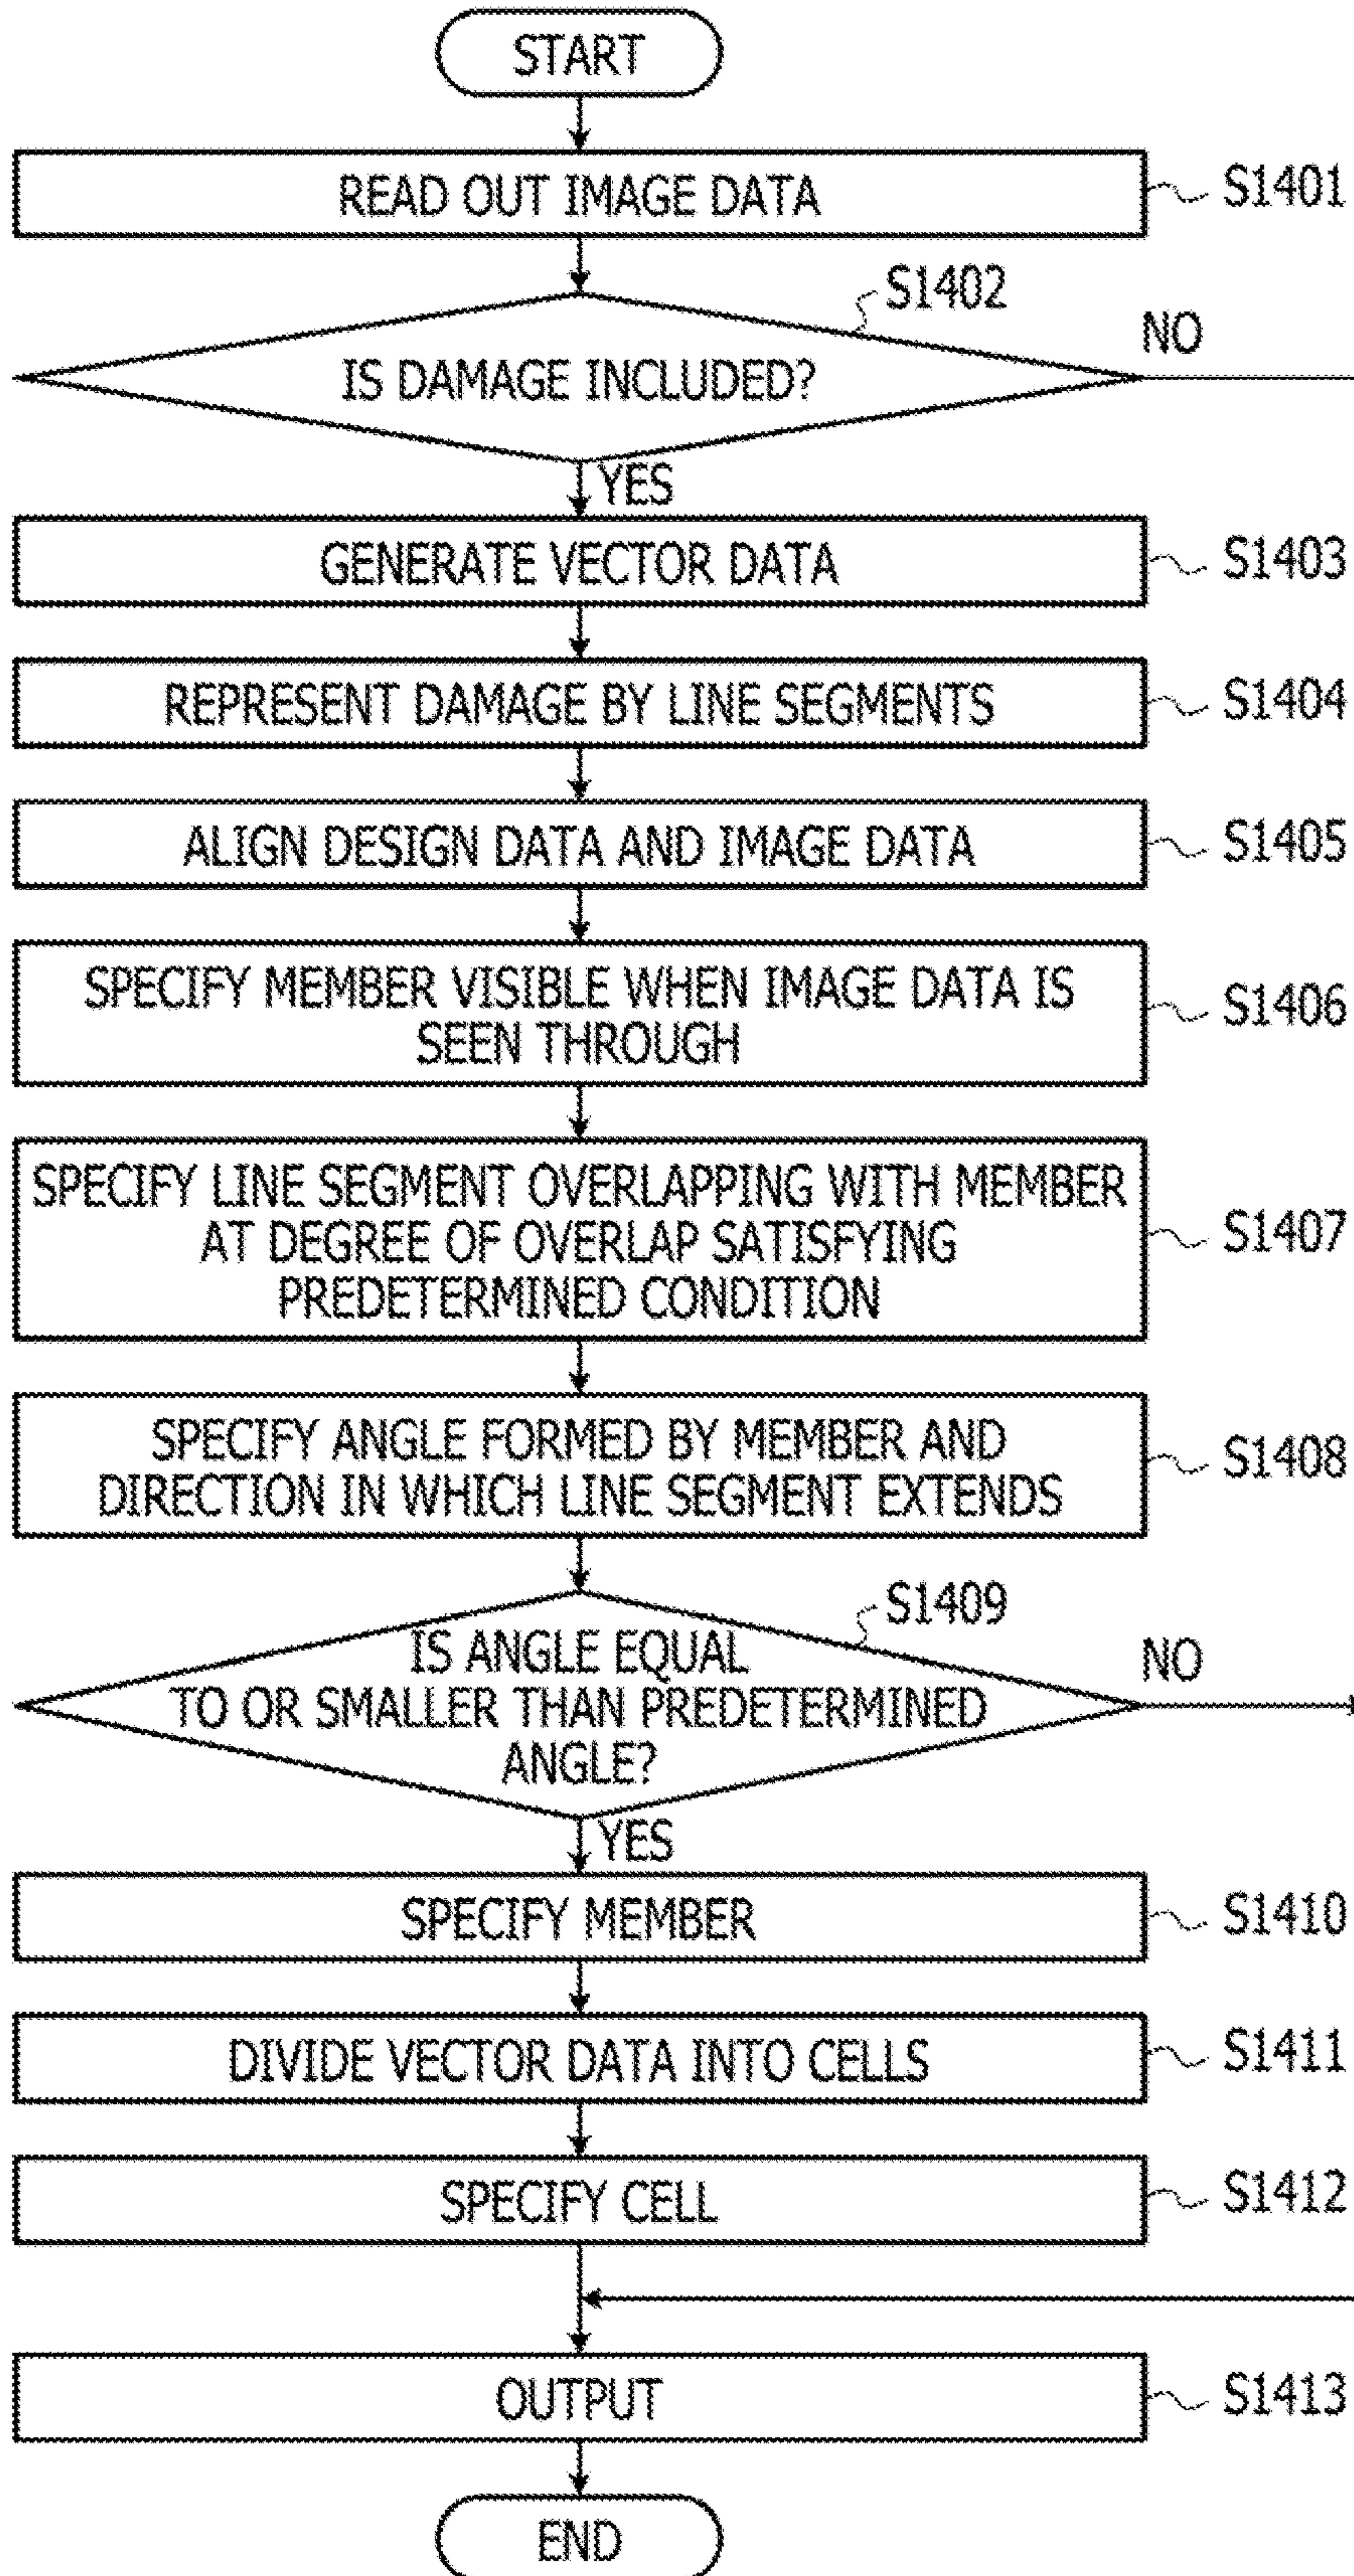 START
READ OUT IMAGE DATA
S1401
S1402
IS DAMAGE INCLUDED?
NO
YES
GENERATE VECTOR DATA
S1403
REPRESENT DAMAGE BY LINE SEGMENTS
S1404
ALIGN DESIGN DATA AND IMAGE DATA
S1405
SPECIFY MEMBER VISIBLE WHEN IMAGE DATA IS
SEEN THROUGH
S1406
SPECIFY LINE SEGMENT OVERLAPPING WITH MEMBER
AT DEGREE OF OVERLAP SATISFYING
PREDETERMINED CONDITION
S1407
SPECIFY ANGLE FORMED BY MEMBER AND
DIRECTION IN WHICH LINE SEGMENT EXTENDS
S1408
S1409
IS ANGLE EQUAL
TO OR SMALLER THAN PREDETERMINED
ANGLE?
NO
YES
SPECIFY MEMBER
S1410
DIVIDE VECTOR DATA INTO CELLS
S1411
SPECIFY CELL
S1412
OUTPUT
S1413
END